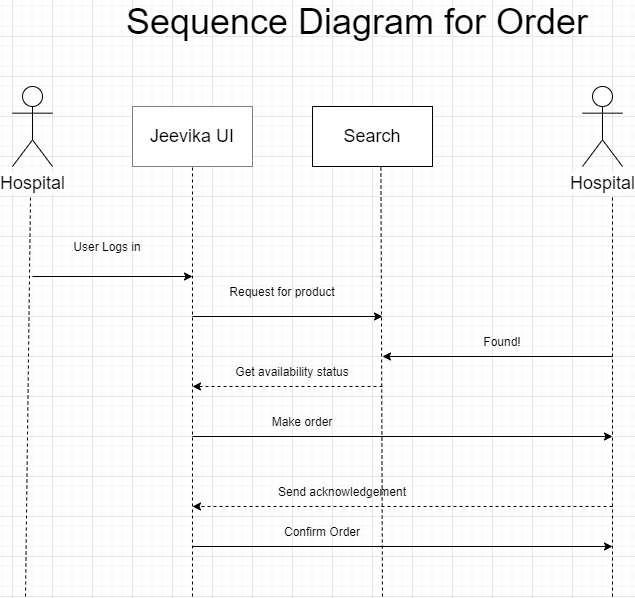 Sequence Diagram for Order
Jeevika UI
Search
Hospital
Hospital
User Logs in
Request for product
Found!
Get availability status
Make order
Send acknowledgement
Confirm Order